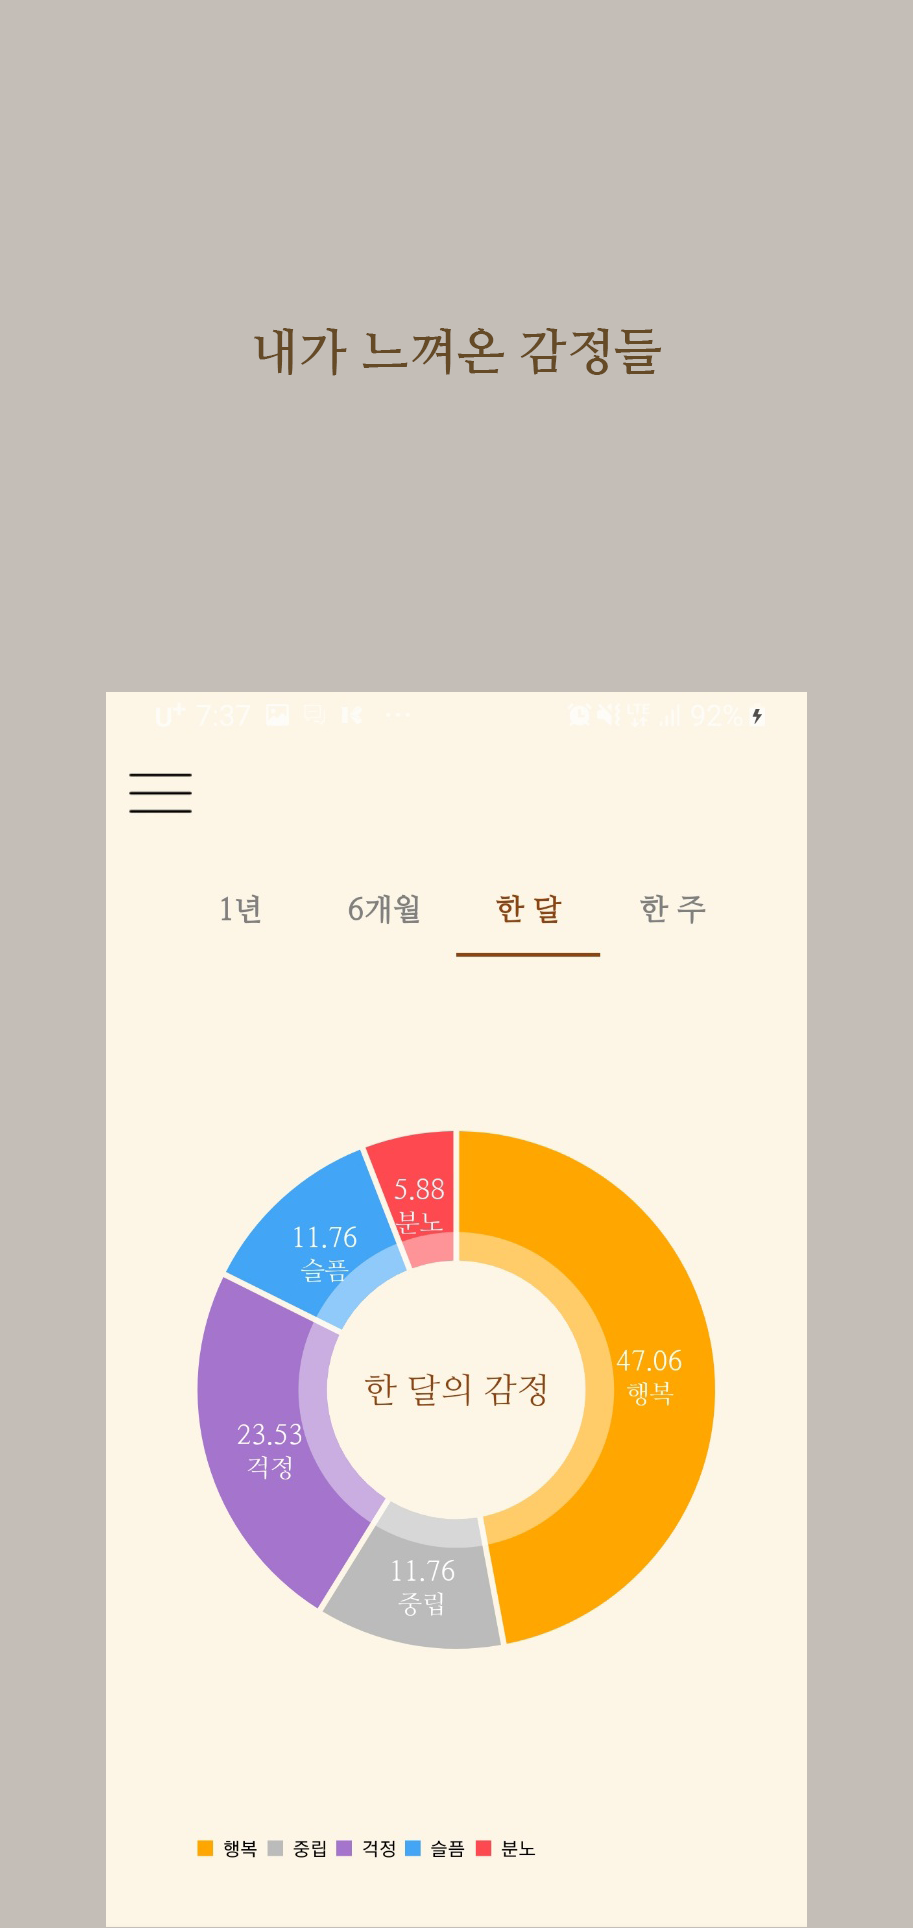 내가 느껴온 감정들
U⁺ 7:37 ··· LTE 92%
1년 6개월 한 달 한 주
5.88
분노
11.76
슬픔
47.06
행복
한 달의 감정
23.53
걱정
11.76
중립
행복 중립 걱정 슬픔 분노